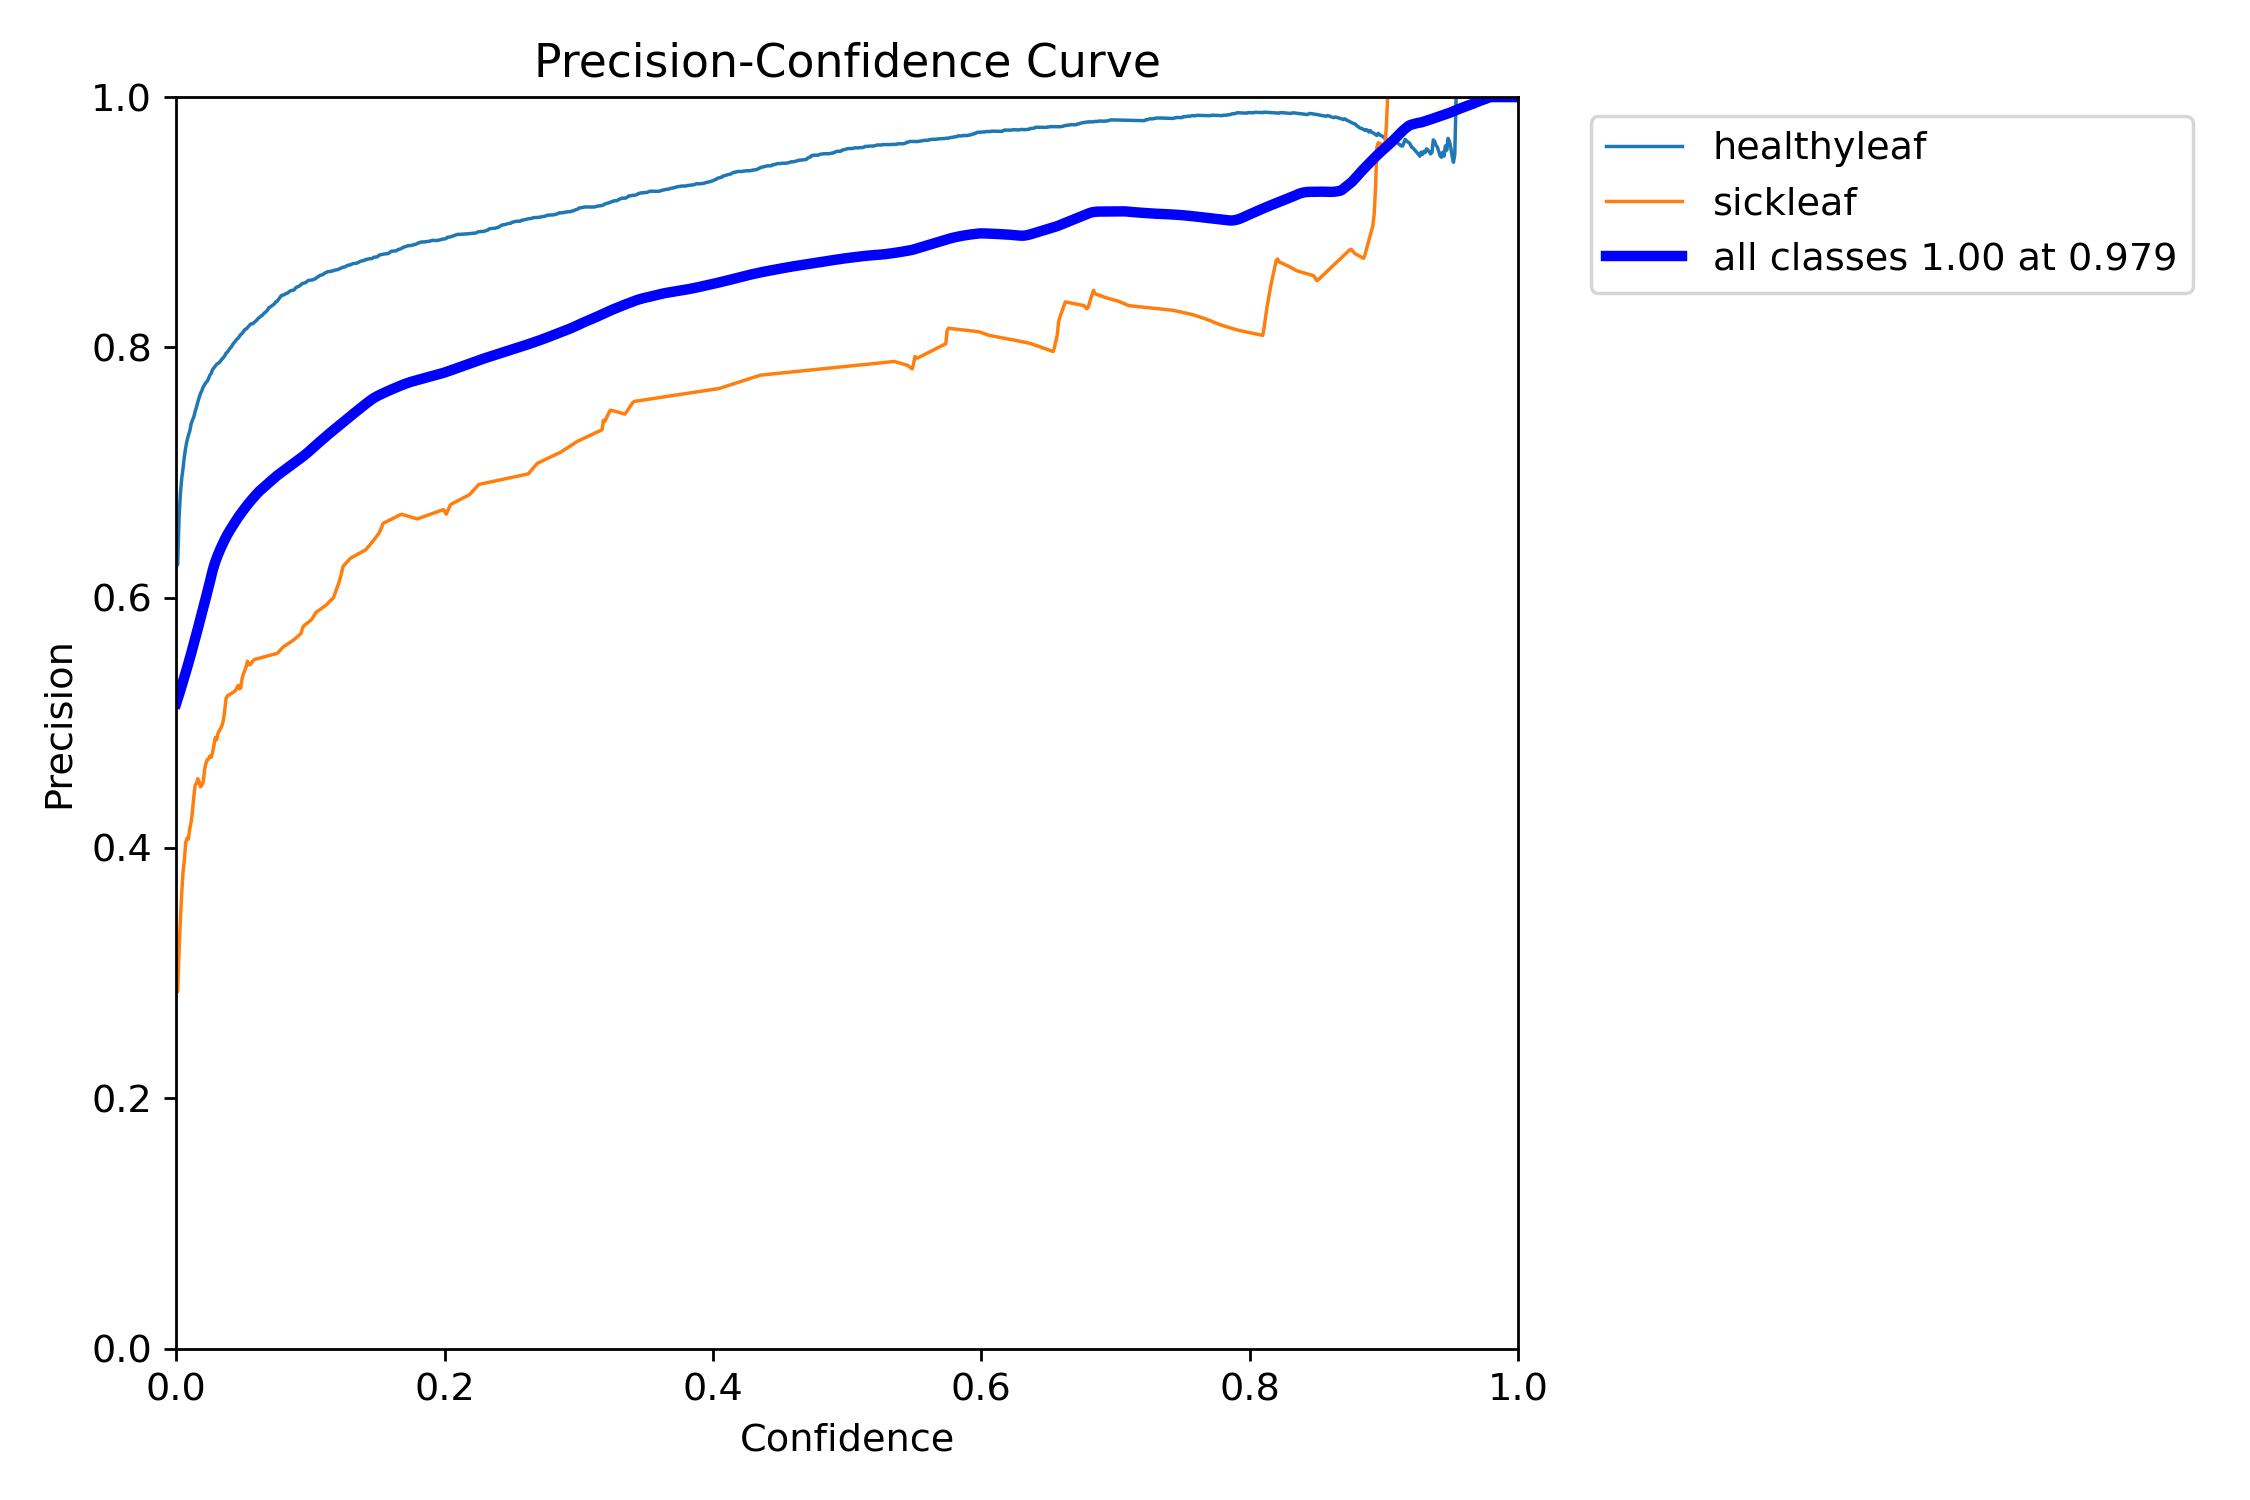 Precision-Confidence Curve
1.0
0.8
0.6
0.4
0.2
0.0
Precision
0.0 0.2 0.4 0.6 0.8 1.0
Confidence
healthyleaf
sickleaf
all classes 1.00 at 0.979